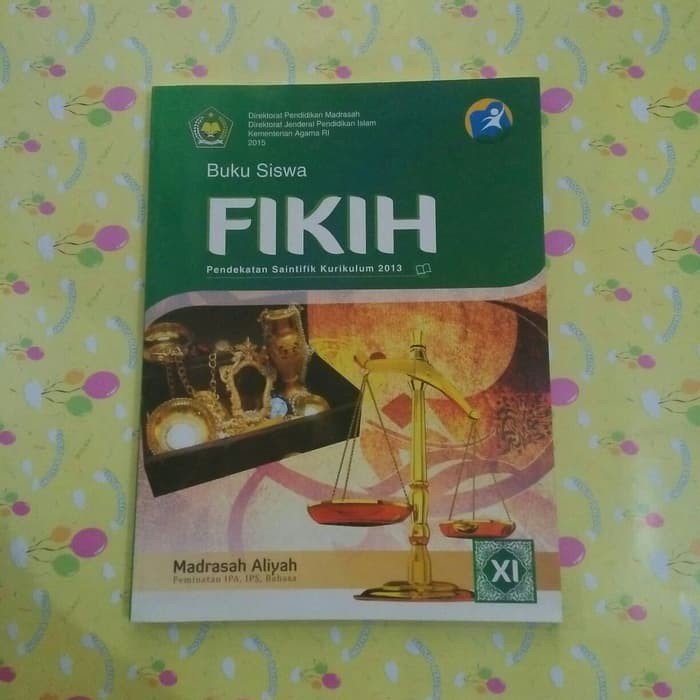 Direktorat Pendidikan Madrasah
Direktorat Jenderal Pendidikan Islam
Kementerian Agama RI
2015
Buku Siswa
FIKIH
Pendekatan Saintifik Kurikulum 2013
Madrasah Aliyah
Peminatan IPA, IPS, Bahasa
XI